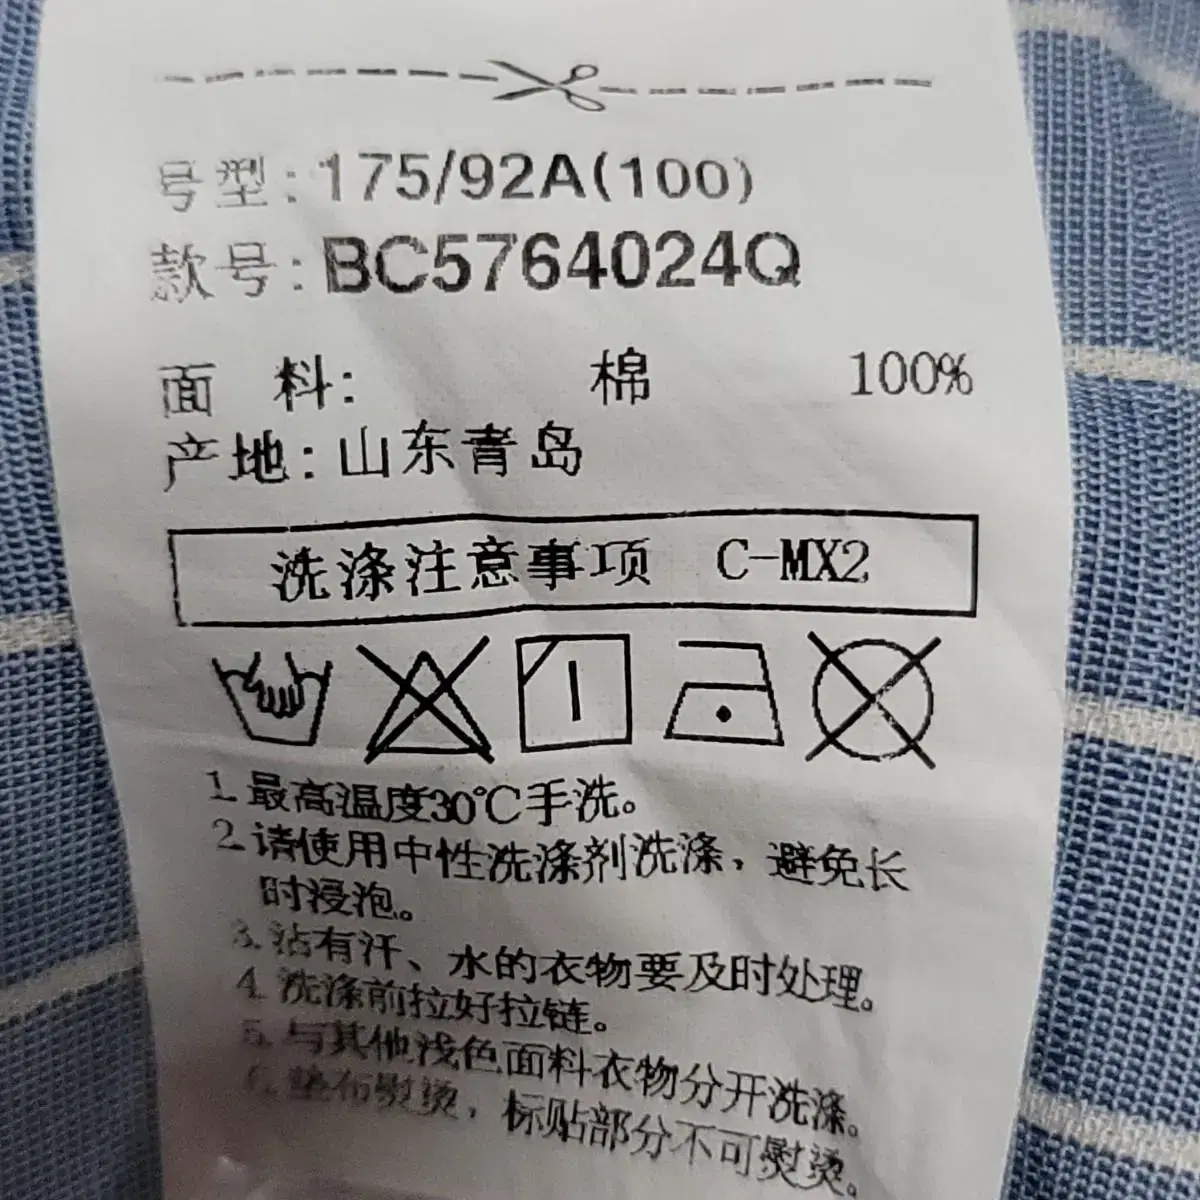 号型:175/92A(100)
款号:BC5764024Q
面 料: 棉 100%
产地:山东青岛
洗涤注意事项 C-MX2
1.最高温度30℃手洗。
2.请使用中性洗涤剂洗涤,避免长
时浸泡。
3.沾有汗、水的衣物要及时处理。
4.洗涤前拉好拉链。
5.与其他浅色面料衣物分开洗涤。
6.垫布熨烫,标贴部分不可熨烫。